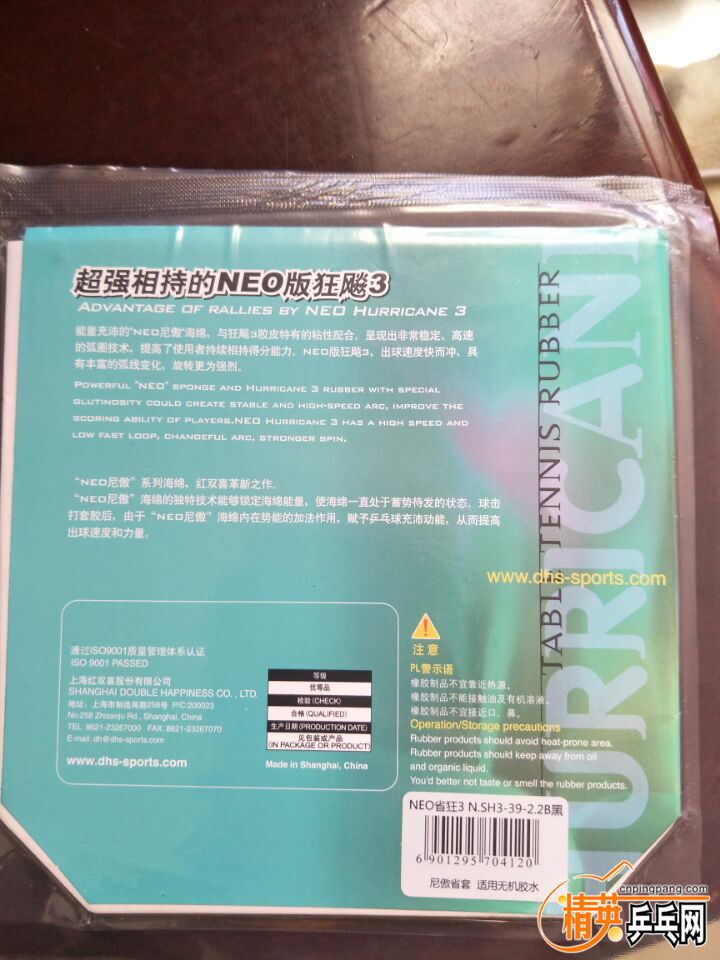 超强相持的NEO版狂飚3
ADVANTAGE OF RALLIES BY NEO HURRICANE 3
能量充沛的"NEO尼傲"海绵，与狂飚3胶皮特有的粘性配合，呈现出非常稳定、高速
的弧圈技术，提高了使用者持续相持得分能力。NEO版狂飚3，出球速度快而冲，具
有丰富的弧线变化，旋转更为强烈。
POWERFUL "NEO" SPONGE AND HURRICANE 3 RUBBER WITH SPECIAL
GLUTINOSITY COULD CREATE STABLE AND HIGH-SPEED ARC, IMPROVE THE
SCORING ABILITY OF PLAYERS.NEO HURRICANE 3 HAS A HIGH SPEED AND
LOW FAST LOOP, CHANGEFUL ARC, STRONGER SPIN.
"NEO尼傲"系列海绵，红双喜革新之作。
"NEO尼傲"海绵的独特技术能够锁定海绵能量，使海绵一直处于蓄势待发的状态。球击
打套胶后，由于"NEO尼傲"海绵内在势能的加法作用，赋予乒乓球充沛动能，从而提高
出球速度和力量。
TABLE TENNIS RUBBER
HURRICANE
www.dhs-sports.com
通过ISO9001质量管理体系认证
ISO 9001 PASSED
上海红双喜股份有限公司
SHANGHAI DOUBLE HAPPINESS CO., LTD.
地址：上海市制造局路258号 P/C:200023
No.258 Zhizaoju Rd., Shanghai, China
TEL: 8621-23267000 FAX: 8621-23267070
E-mail: dh@dhs-sports.com
www.dhs-sports.com
等级
优等品
检验(CHECK)
合格(QUALIFIED)
生产日期(PRODUCTION DATE)
见包装或产品
(IN PACKAGE OR PRODUCT)
Made in Shanghai, China
注意
PL警示语
橡胶制品不宜靠近热源。
橡胶制品不能接触油及有机溶液。
橡胶制品不宜接近口、鼻。
Operation/Storage precautions
Rubber products should avoid heat-prone area.
Rubber products should keep away from oil
and organic liquid.
You'd better not taste or smell the rubber products.
NEO省狂3 N.SH3-39-2.2B黑
6 901295 704120
尼傲省套 适用无机胶水
cnpingpang.com
精英乒乓网